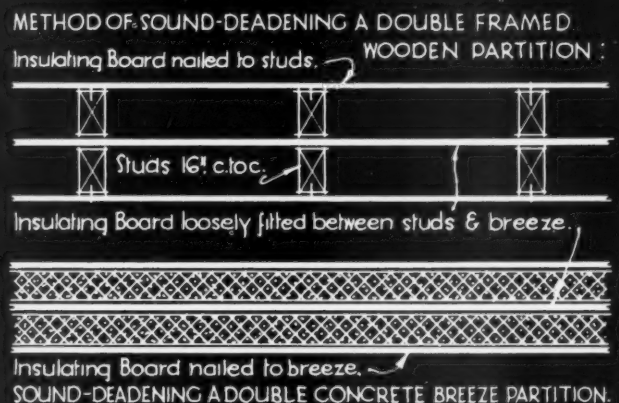 METHOD OF SOUND-DEADENING A DOUBLE FRAMED
WOODEN PARTITION :
Insulating Board nailed to studs.
Studs 16". c.toc.
Insulating Board loosely fitted between studs & breeze.
Insulating Board nailed to breeze.
SOUND-DEADENING A DOUBLE CONCRETE BREEZE PARTITION.